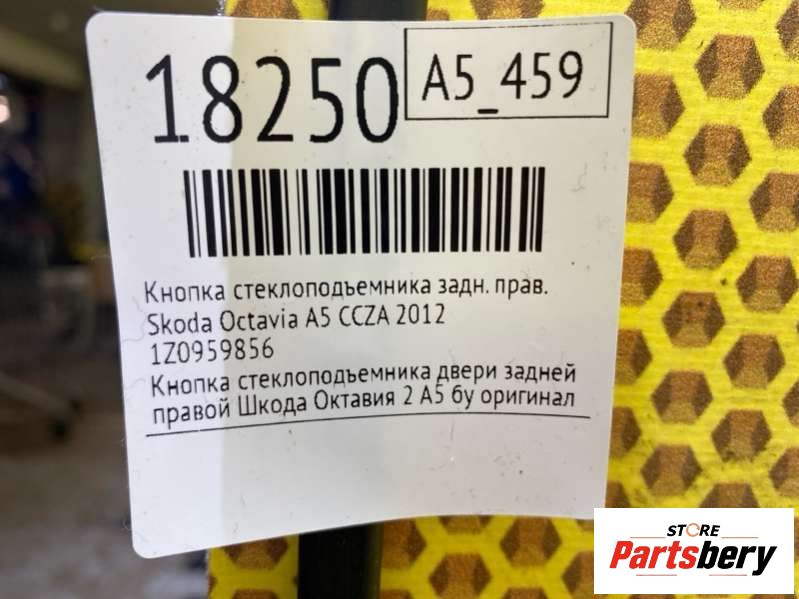 18250
A5_459
Кнопка стеклоподъемника задн. прав.
Skoda Octavia A5 CCZA 2012
1Z0959856
Кнопка стеклоподъемника двери задней
правой Шкода Октавия 2 А5 бу оригинал
STORE
Partsbery